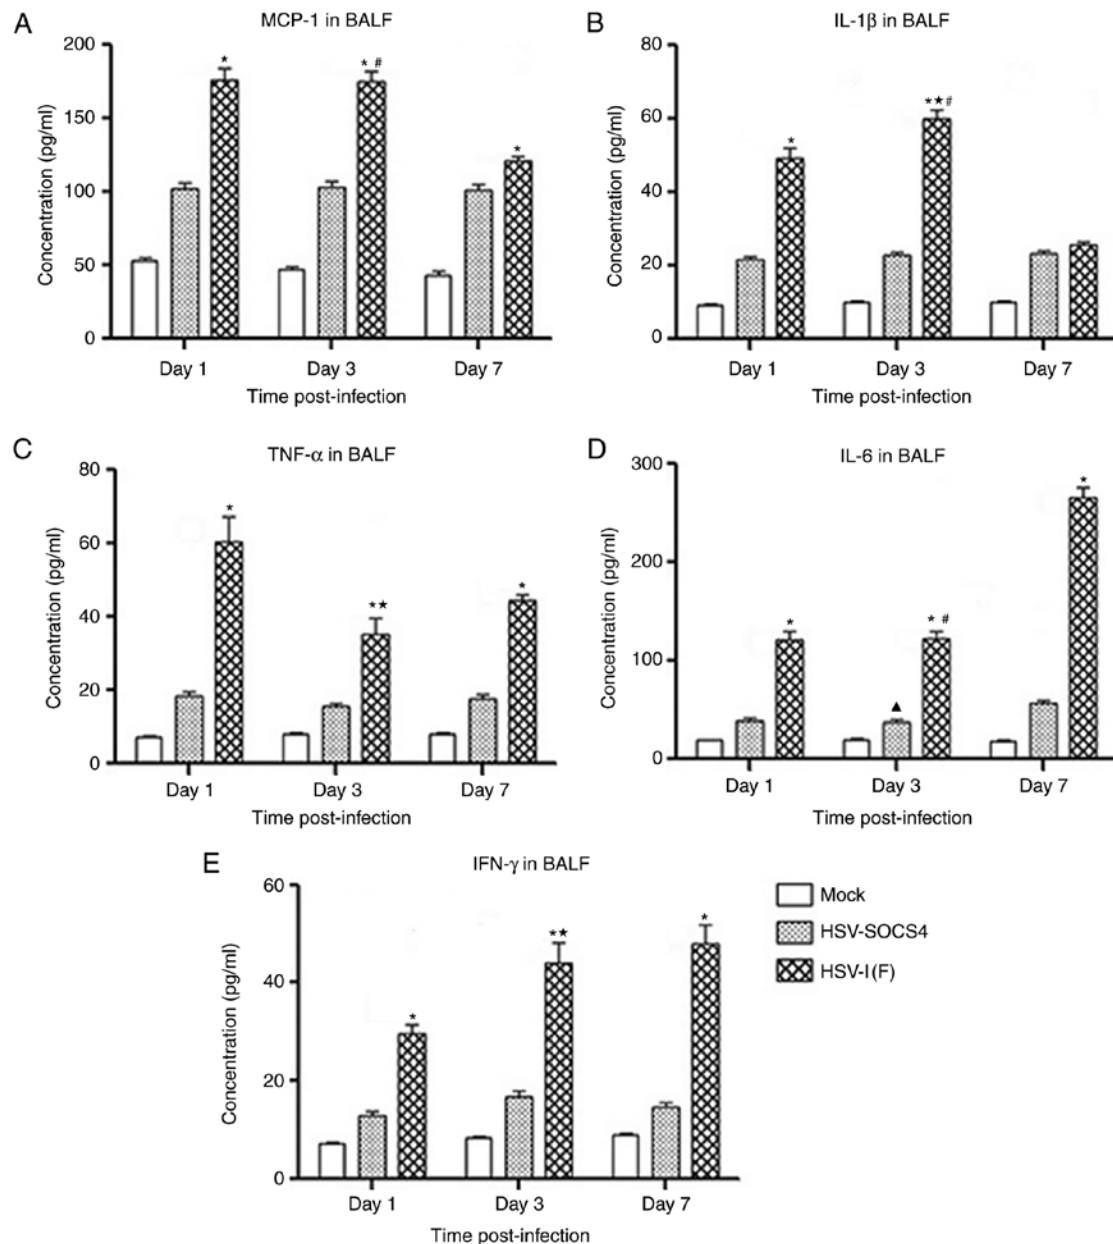 A
MCP-1 in BALF
200
150
100
50
0
Concentration (pg/ml)
*
* #
*
Day 1
Day 3
Day 7
Time post-infection
B
IL-1β in BALF
80
60
40
20
0
Concentration (pg/ml)
*
*★#
Day 1
Day 3
Day 7
Time post-infection
C
TNF-α in BALF
80
60
40
20
0
Concentration (pg/ml)
*
*★
*
Day 1
Day 3
Day 7
Time post-infection
D
IL-6 in BALF
300
200
100
0
Concentration (pg/ml)
*
▲
* #
*
Day 1
Day 3
Day 7
Time post-infection
E
IFN-γ in BALF
60
40
20
0
Concentration (pg/ml)
*
*★
*
Day 1
Day 3
Day 7
Time post-infection
Mock
HSV-SOCS4
HSV-I (F)